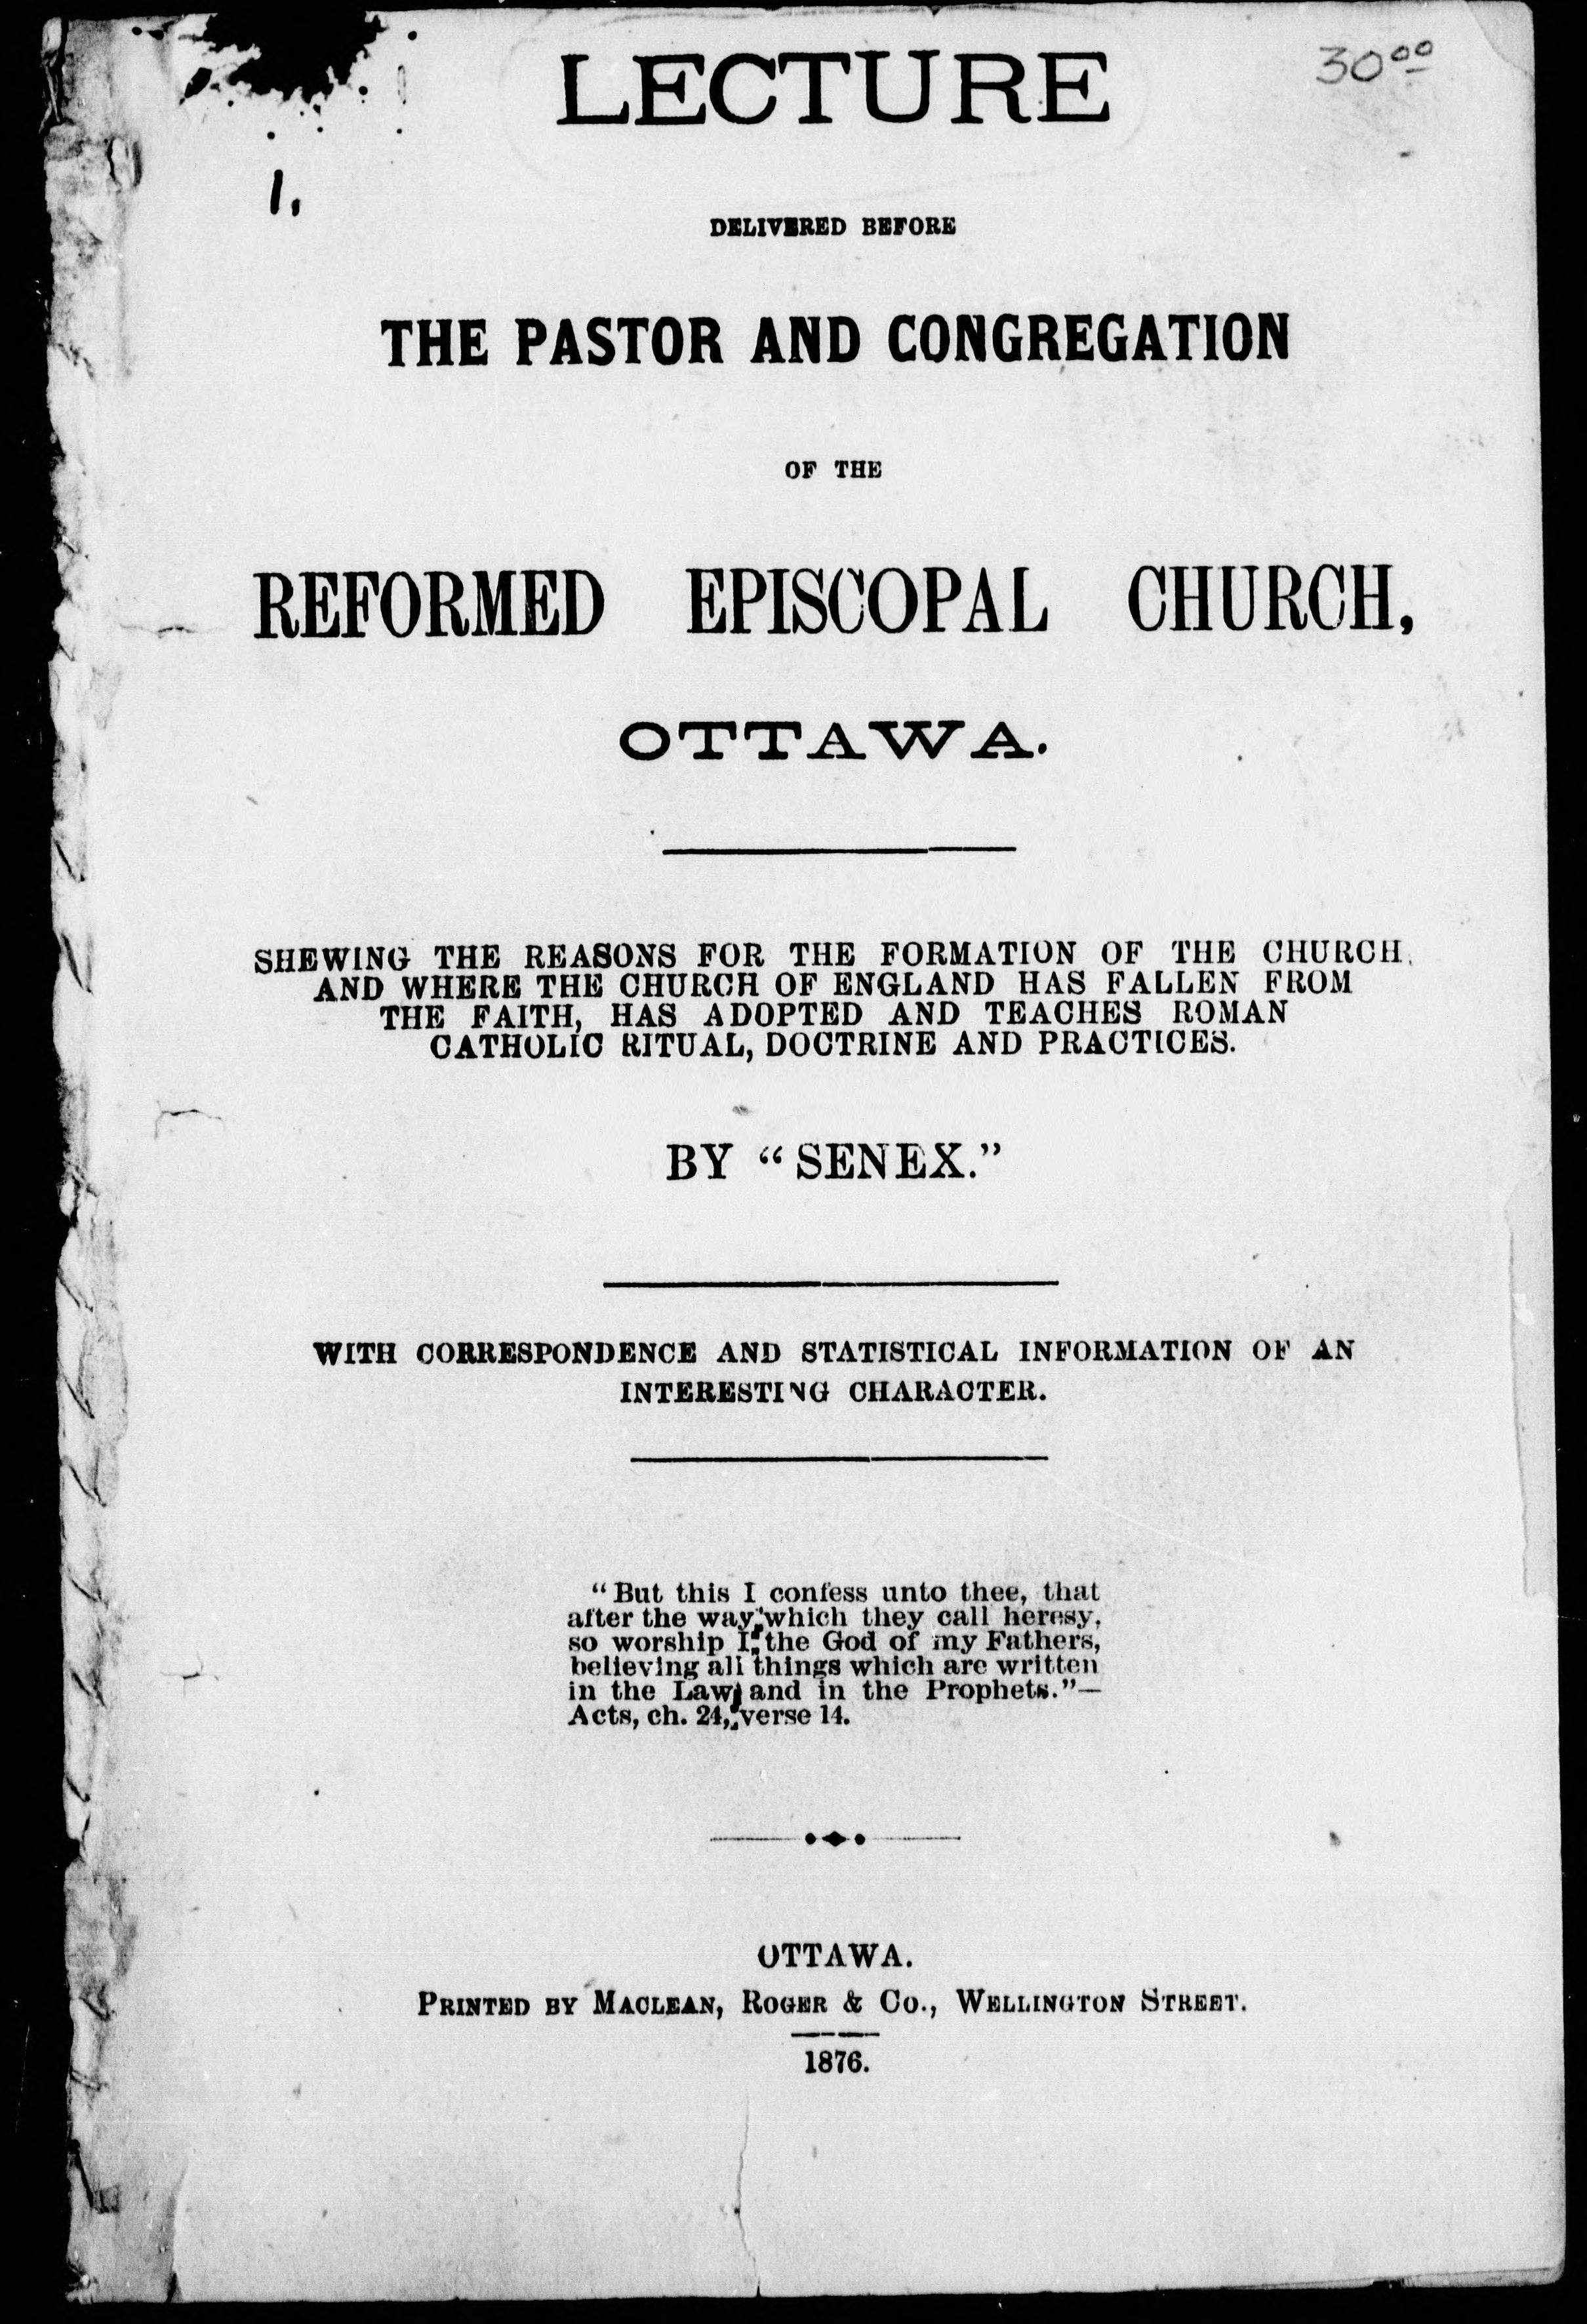 LECTURE
30 00
1.
DELIVERED BEFORE
THE PASTOR AND CONGREGATION
OF THE
REFORMED EPISCOPAL CHURCH,
OTTAWA.
SHEWING THE REASONS FOR THE FORMATION OF THE CHURCH,
AND WHERE THE CHURCH OF ENGLAND HAS FALLEN FROM
THE FAITH, HAS ADOPTED AND TEACHES ROMAN
CATHOLIC RITUAL, DOCTRINE AND PRACTICES.
BY “SENEX.”
WITH CORRESPONDENCE AND STATISTICAL INFORMATION OF AN
INTERESTING CHARACTER.
“But this I confess unto thee, that
after the way which they call heresy,
so worship I the God of my Fathers,
believing all things which are written
in the Law and in the Prophets.”—
Acts, ch. 24, verse 14.
OTTAWA.
PRINTED BY MACLEAN, ROGER & CO., WELLINGTON STREET.
1876.